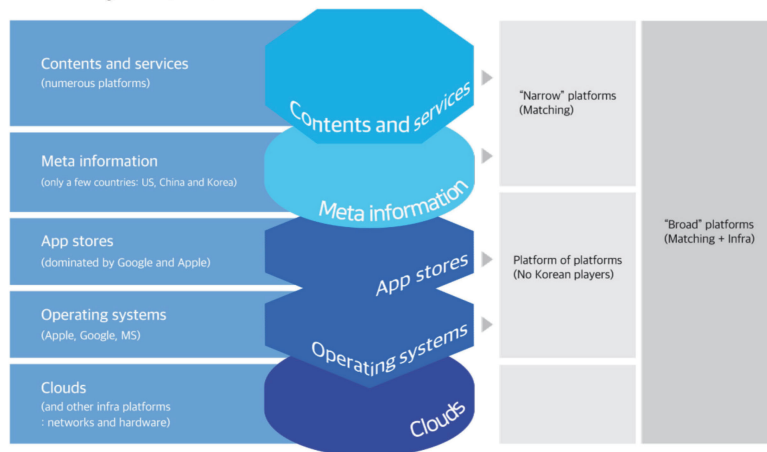 Contents and services
(numerous platforms)
Contents and services
"Narrow" platforms
(Matching)
Meta information
(only a few countries: US, China and Korea)
Meta information
"Broad" platforms
(Matching + Infra)
App stores
(dominated by Google and Apple)
App stores
Platform of platforms
(No Korean players)
Operating systems
(Apple, Google, MS)
Operating systems
Clouds
(and other infra platforms
: networks and hardware)
Clouds